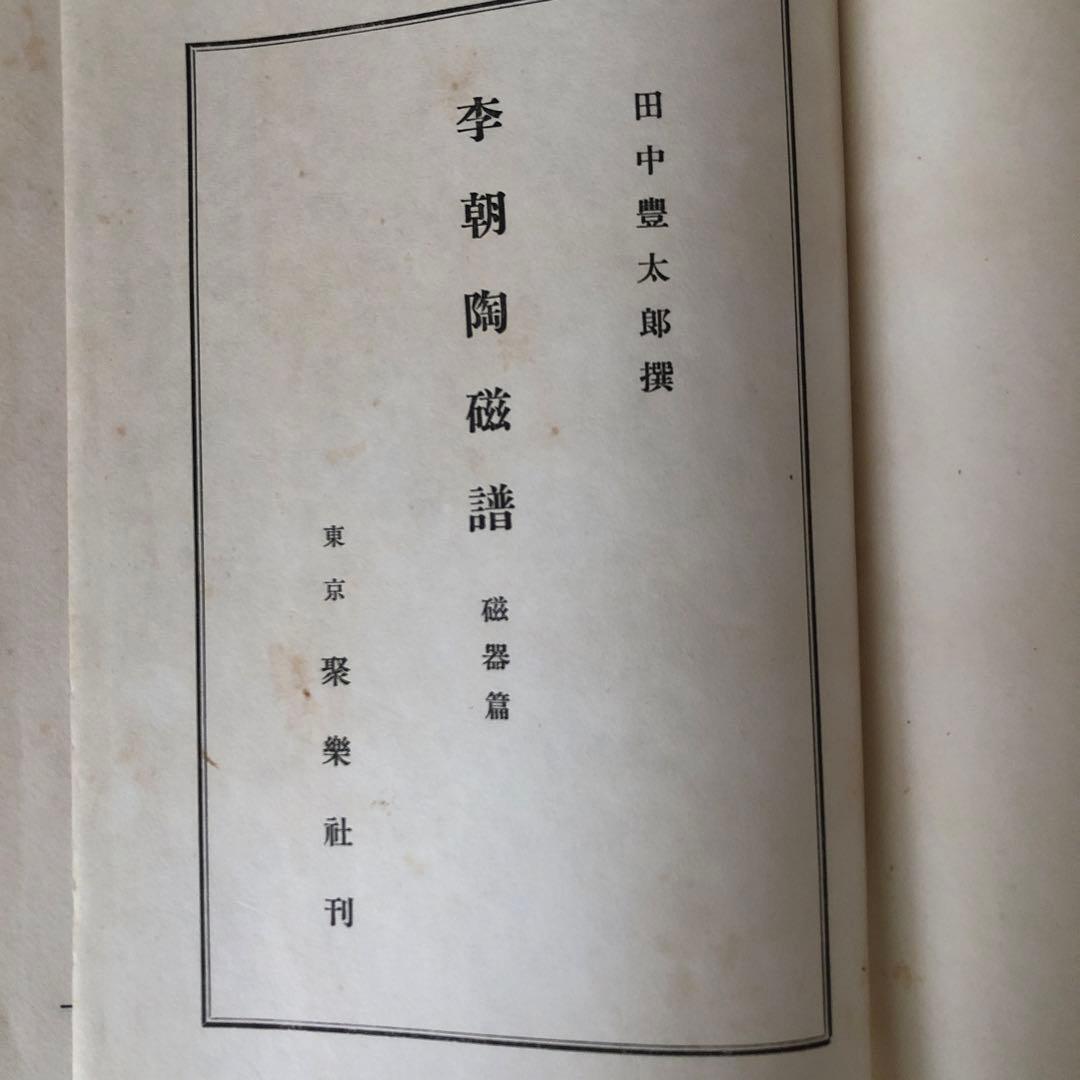 田中豐太郎撰
李朝陶磁譜 磁器篇
東京 聚樂社刊